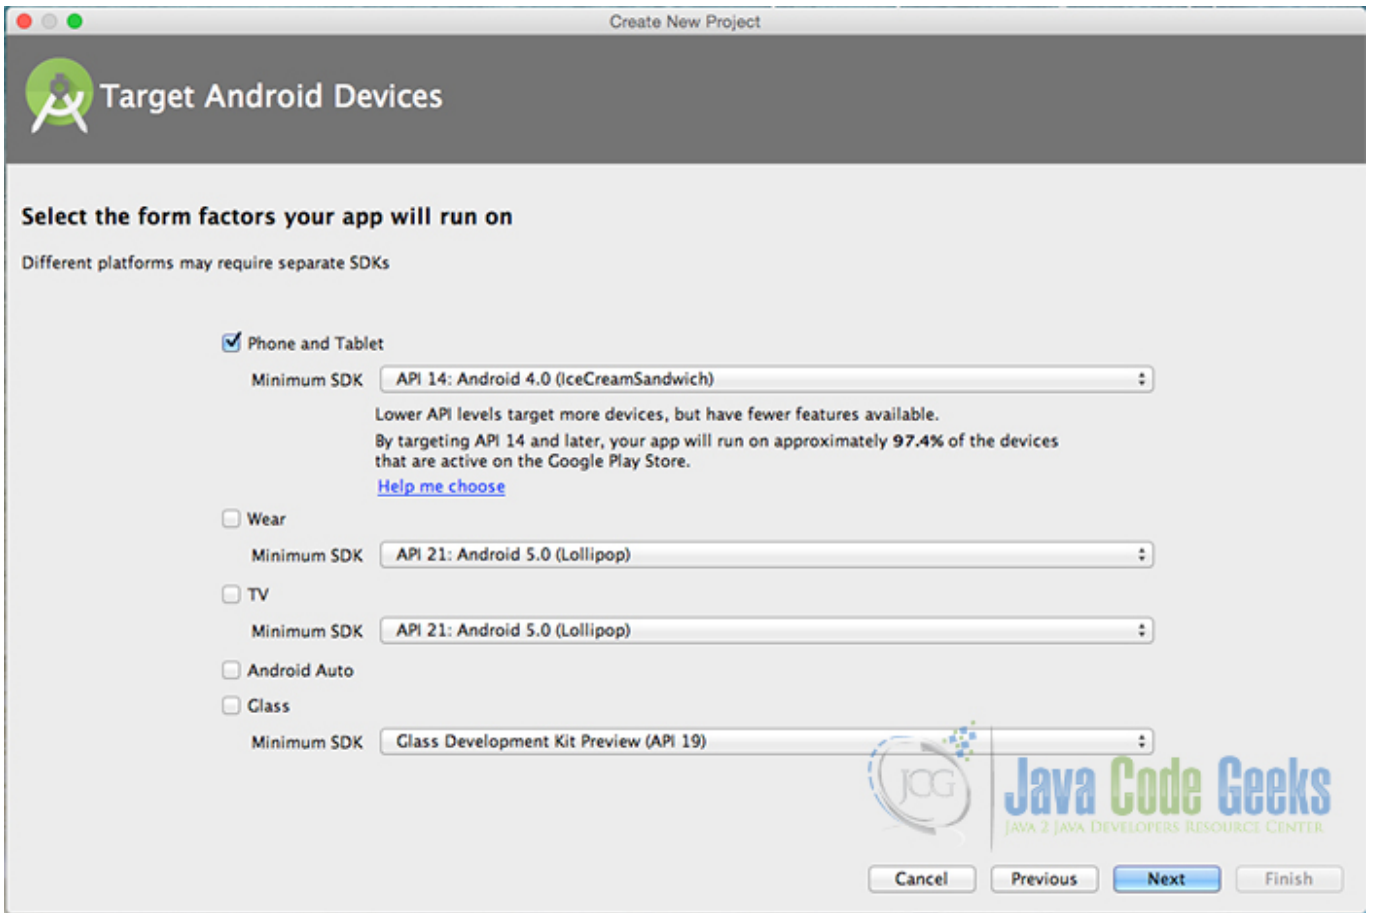 Create New Project
Target Android Devices
Select the form factors your app will run on
Different platforms may require separate SDKs
Phone and Tablet
Minimum SDK API 14: Android 4.0 (IceCreamSandwich)
Lower API levels target more devices, but have fewer features available.
By targeting API 14 and later, your app will run on approximately 97.4% of the devices
that are active on the Google Play Store.
Help me choose
Wear
Minimum SDK API 21: Android 5.0 (Lollipop)
TV
Minimum SDK API 21: Android 5.0 (Lollipop)
Android Auto
Glass
Minimum SDK Glass Development Kit Preview (API 19)
JCG
Java Code Geeks
JAVA 2 JAVA DEVELOPERS RESOURCE CENTER
Cancel Previous Next Finish